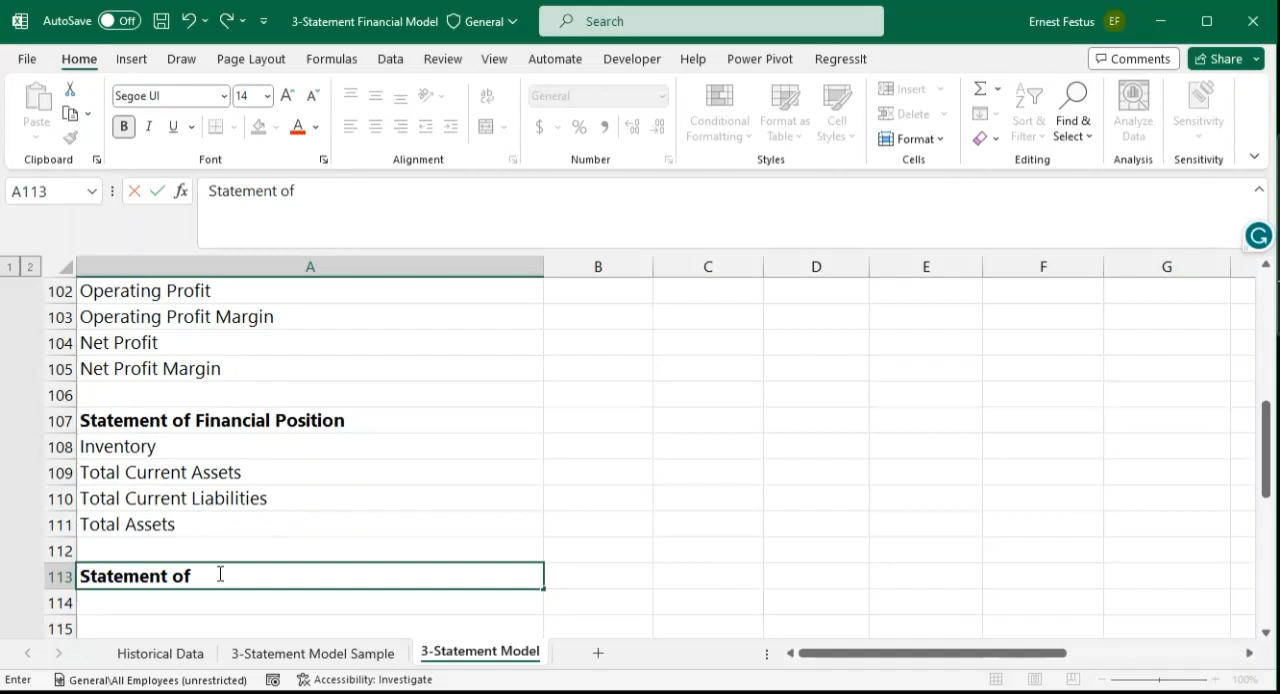 AutoSave Off 3-Statement Financial Model General Search Ernest Festus EF
File Home Insert Draw Page Layout Formulas Data Review View Automate Developer Help Power Pivot RegressIt Comments Share
Paste Segoe UI 14 General Conditional Formatting Format as Table Cell Styles Insert Delete Format Sort & Filter Find & Select Analyze Data Sensitivity
Clipboard Font Alignment Number Styles Cells Editing Analysis Sensitivity
A113 fx Statement of
1 2 A B C D E F G
102 Operating Profit
103 Operating Profit Margin
104 Net Profit
105 Net Profit Margin
106
107 Statement of Financial Position
108 Inventory
109 Total Current Assets
110 Total Current Liabilities
111 Total Assets
112
113 Statement of
114
115
Historical Data 3-Statement Model Sample 3-Statement Model
Enter General\All Employees (unrestricted) Accessibility: Investigate 100%